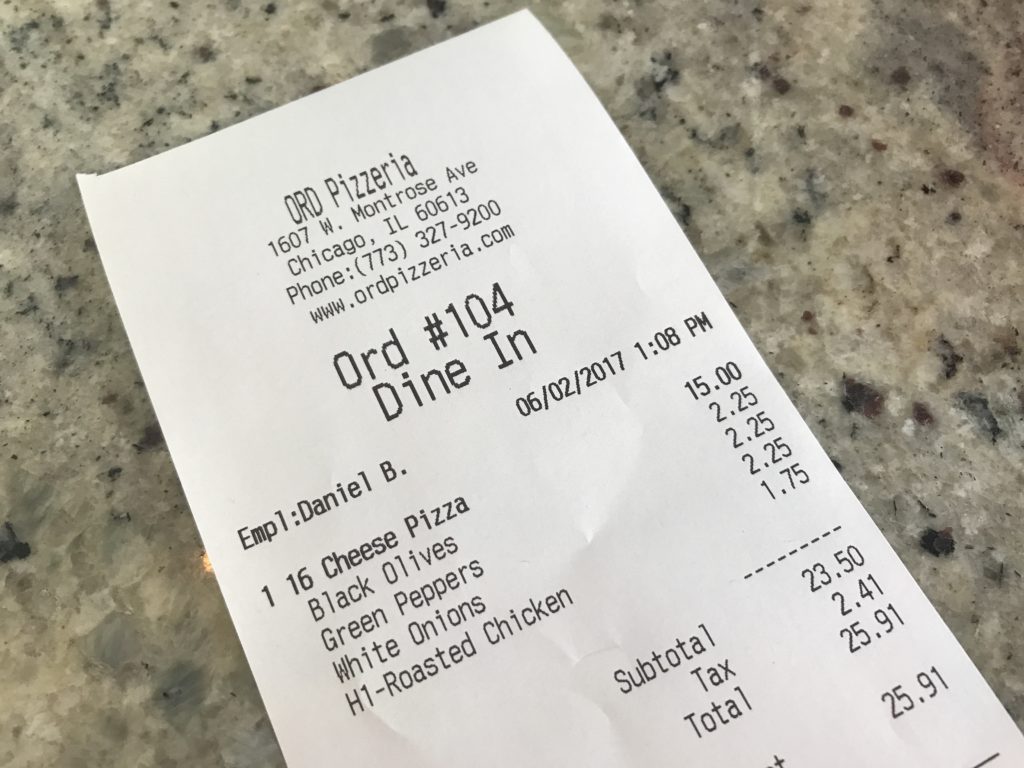 ORD Pizzeria
1607 W. Montrose Ave
Chicago, IL 60613
Phone:(773) 327-9200
www.ordpizzeria.com
Ord #104
Dine In
06/02/2017 1:08 PM
Empl:Daniel B.
1 16 Cheese Pizza 15.00
Black Olives 2.25
Green Peppers 2.25
White Onions 2.25
H1-Roasted Chicken 1.75
---------
Subtotal 23.50
Tax 2.41
Total 25.91
25.91